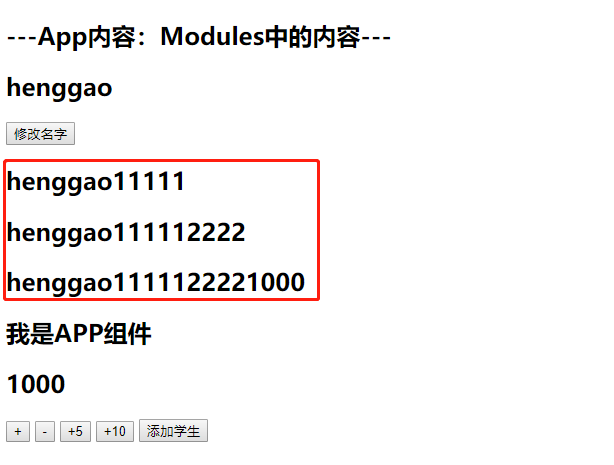 ---App内容：Modules中的内容---
henggao
修改名字
henggao11111
henggao111112222
henggao1111122221000
我是APP组件
1000
+ - +5 +10 添加学生